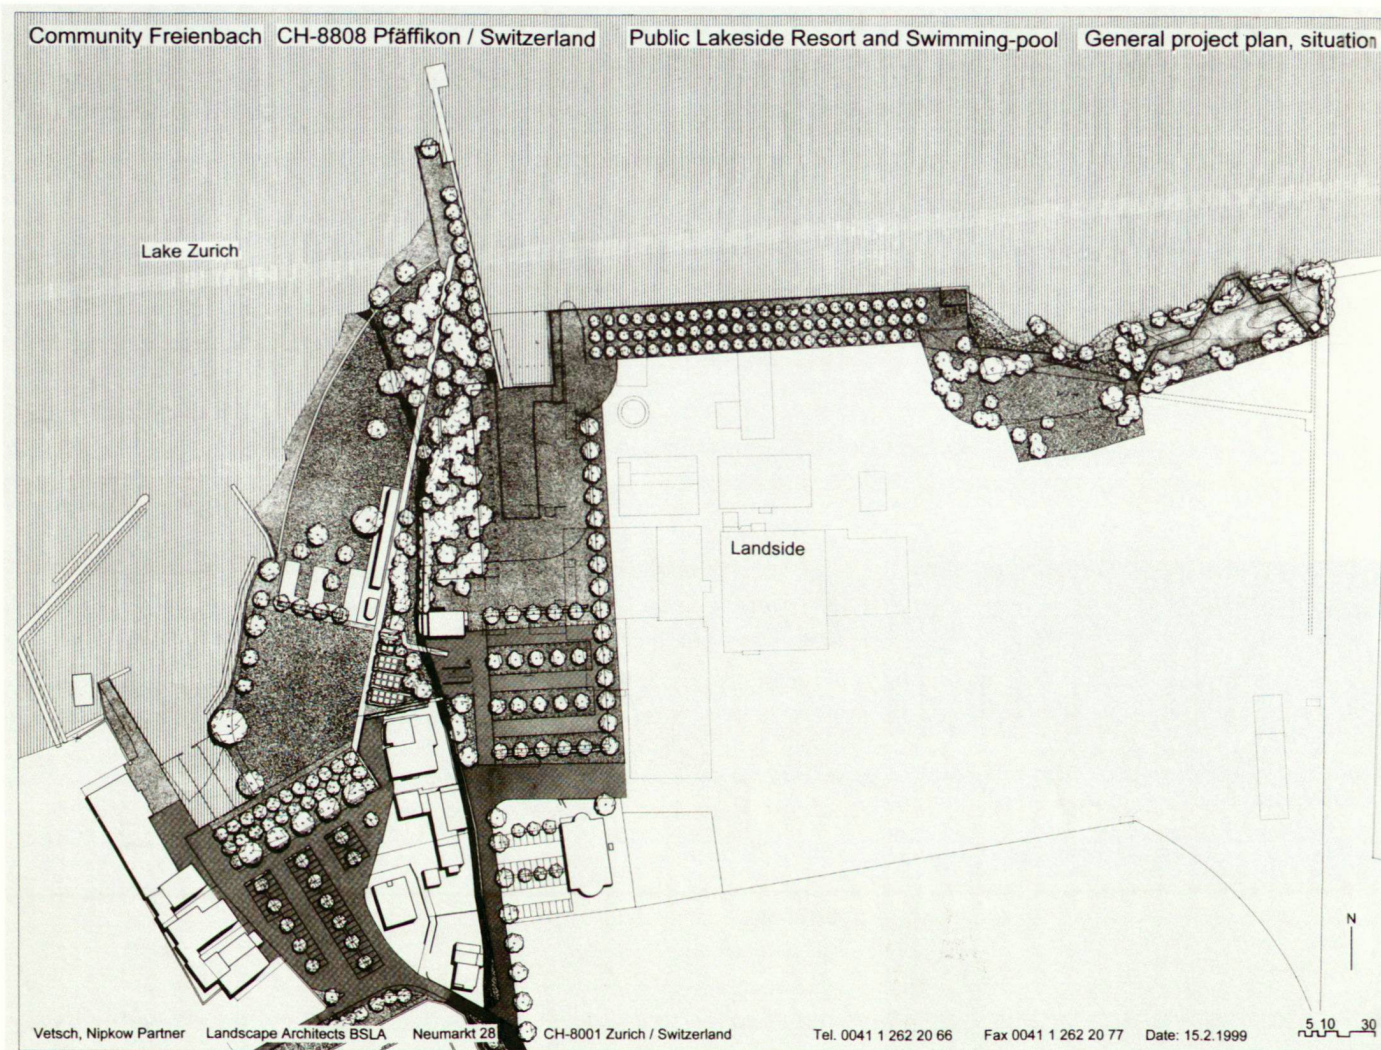 Community Freienbach CH-8808 Pfäffikon / Switzerland Public Lakeside Resort and Swimming-pool General project plan, situation
Lake Zurich
Landside
N
5 10 30
Vetsch, Nipkow Partner Landscape Architects BSLA Neumarkt 28 CH-8001 Zurich / Switzerland Tel. 0041 1 262 20 66 Fax 0041 1 262 20 77 Date: 15.2.1999